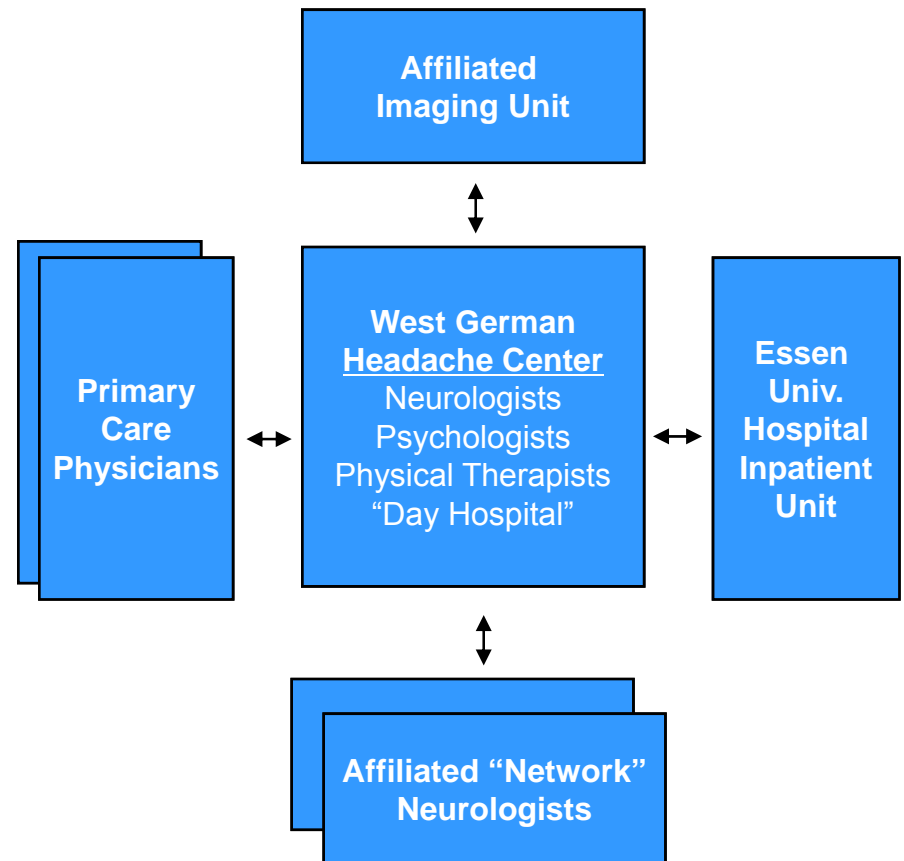 Affiliated
Imaging Unit
West German
Headache Center
Neurologists
Psychologists
Physical Therapists
“Day Hospital”
Primary
Care
Physicians
Essen
Univ.
Hospital
Inpatient
Unit
Affiliated “Network”
Neurologists